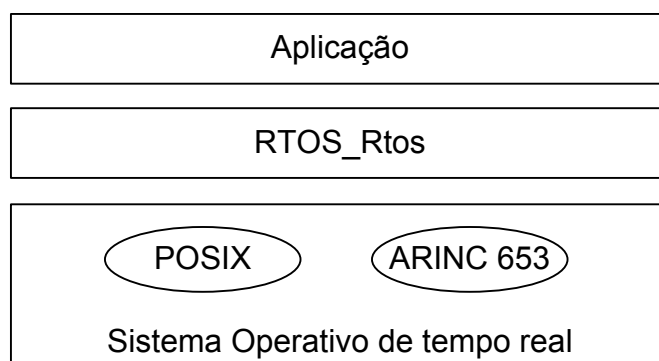 Aplicação
RTOS_Rtos
POSIX ARINC 653
Sistema Operativo de tempo real